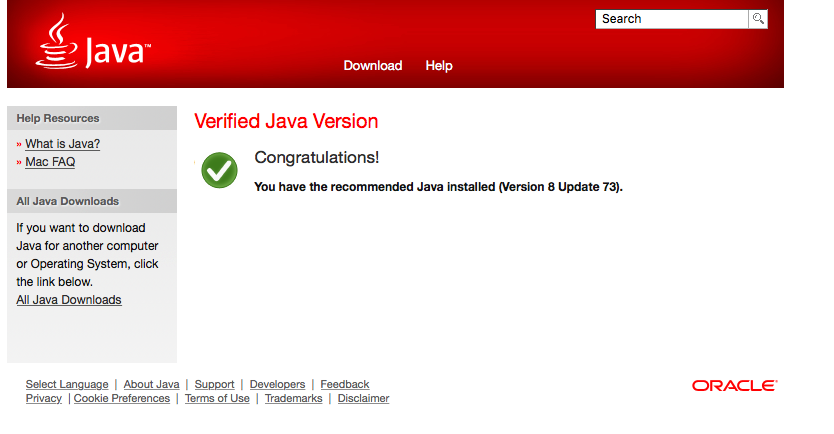 Java™
Search
Download Help
Help Resources
» What is Java?
» Mac FAQ
All Java Downloads
If you want to download
Java for another computer
or Operating System, click
the link below.
All Java Downloads
Verified Java Version
Congratulations!
You have the recommended Java installed (Version 8 Update 73).
Select Language | About Java | Support | Developers | Feedback
Privacy | Cookie Preferences | Terms of Use | Trademarks | Disclaimer
ORACLE